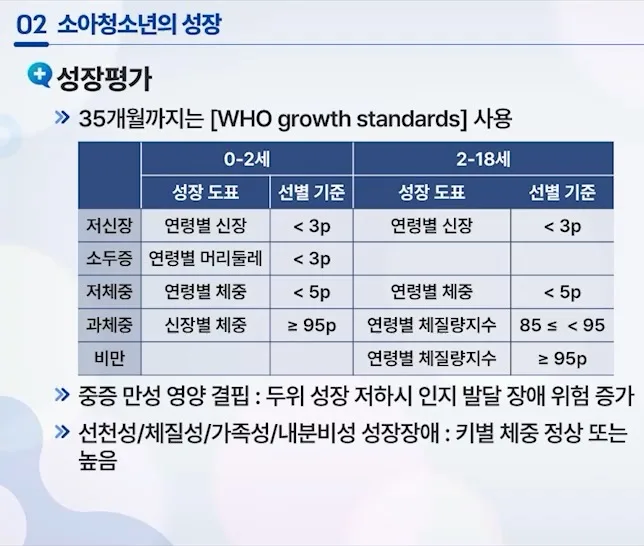 02 소아청소년의 성장
성장평가
35개월까지는 [WHO growth standards] 사용
0-2세 2-18세
성장 도표 선별 기준 성장 도표 선별 기준
저신장 연령별 신장 < 3p 연령별 신장 < 3p
소두증 연령별 머리둘레 < 3p
저체중 연령별 체중 < 5p 연령별 체중 < 5p
과체중 신장별 체중 ≥ 95p 연령별 체질량지수 85 ≤ < 95
비만 연령별 체질량지수 ≥ 95p
중증 만성 영양 결핍 : 두위 성장 저하시 인지 발달 장애 위험 증가
선천성/체질성/가족성/내분비성 성장장애 : 키별 체중 정상 또는
높음